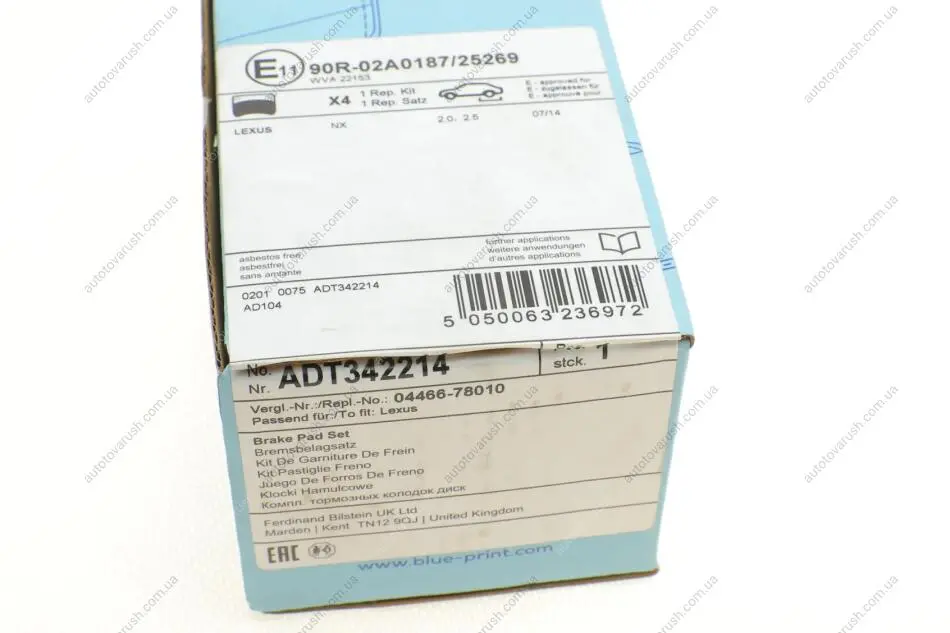 E11 90R-02A0187/25269
WVA 22153
X4 1 Rep. Kit
1 Rep. Satz
E - approved for
E - zugelassen für
E - approuvé pour
LEXUS NX 2.0, 2.5 07/14
asbestos free
asbestfrei
sans amiante
further applications
weitere anwendungen
d'autres applications
0201 0075 ADT342214
AD104
5 050063 236972
No.
Nr. ADT342214
stck. 1
Vergl.-Nr.:/Repl.-No.: 04466-78010
Passend für:/To fit: Lexus
Brake Pad Set
Bremsbelagsatz
Kit De Garniture De Frein
Kit Pastiglie Freno
Juego De Forros De Freno
Klocki Hamulcowe
Компл. тормозных колодок диск
Ferdinand Bilstein UK Ltd
Marden | Kent TN12 9QJ | United Kingdom
EAC
www.blue-print.com
autotovarush.com.ua